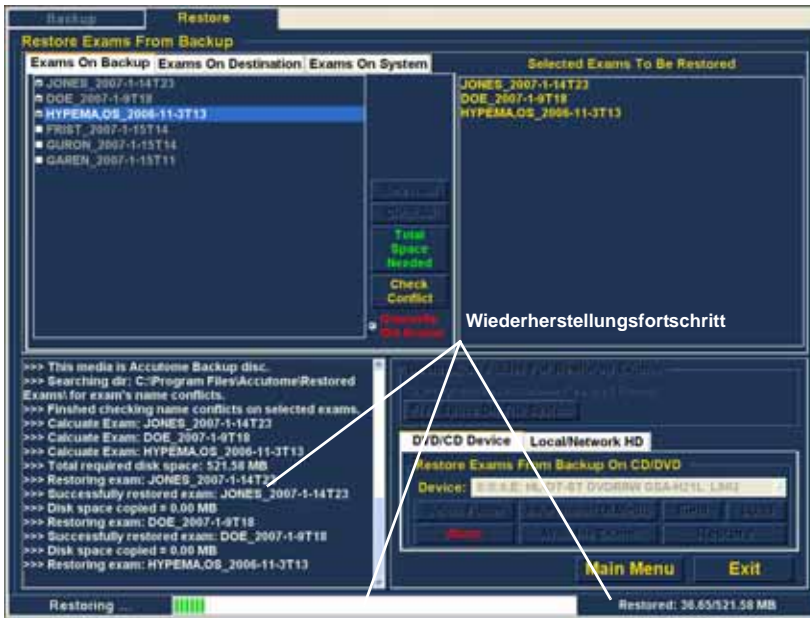 Backup Restore
Restore Exams From Backup
Exams On Backup Exams On Destination Exams On System
JONES_2007-1-14T23
DOE_2007-1-9T18
HYPEMA,OS_2006-11-3T13
FRIST_2007-1-15T14
GURON_2007-1-15T14
GAREN_2007-1-15T11
Total
Space
Needed
Check
Conflict
Selected Exams To Be Restored
JONES_2007-1-14T23
DOE_2007-1-9T18
HYPEMA,OS_2006-11-3T13
Wiederherstellungsfortschritt
>>> This media is Accutome Backup disc.
>>> Searching dir: C:\Program Files\Accutome\Restored
Exams\ for exam's name conflicts.
>>> Finshed checking name conflicts on selected exams.
>>> Calcuate Exam: JONES_2007-1-14T23
>>> Calcuate Exam: DOE_2007-1-9T18
>>> Calcuate Exam: HYPEMA,OS_2006-11-3T13
>>> Total required disk space: 521.58 MB
>>> Restoring exam: JONES_2007-1-14T23
>>> Successfully restored exam: JONES_2007-1-14T23
>>> Disk space copied = 0.00 MB
>>> Restoring exam: DOE_2007-1-9T18
>>> Successfully restored exam: DOE_2007-1-9T18
>>> Disk space copied = 0.00 MB
>>> Restoring exam: HYPEMA,OS_2006-11-3T13
DVD/CD Device Local/Network HD
Restore Exams From Backup On CD/DVD
Device:
Main Menu Exit
Restoring ...
Restored: 36.65/521.58 MB